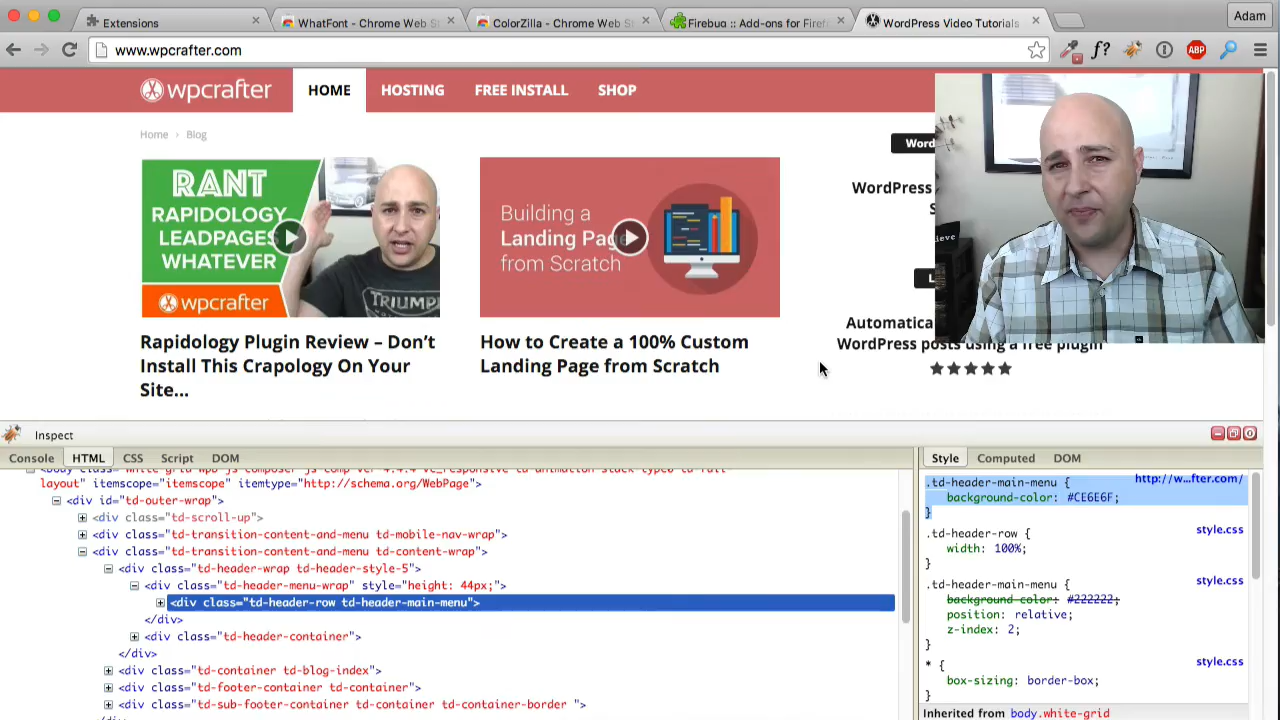 Extensions
WhatFont - Chrome Web St
ColorZilla - Chrome Web St
Firebug :: Add-ons for Firef
WordPress Video Tutorials
Adam
www.wpcrafter.com
f?
ABP
wpcrafter
HOME
HOSTING
FREE INSTALL
SHOP
Home › Blog
RANT
RAPIDOLOGY
LEADPAGES
WHATEVER
wpcrafter
TRIUMP
Building a
Landing Page
from Scratch
Word
WordPress
S
L
Automatica
WordPress posts using a free plugin
ieve
Rapidology Plugin Review – Don’t
Install This Crapology On Your
Site...
How to Create a 100% Custom
Landing Page from Scratch
Inspect
Console HTML CSS Script DOM
layout" itemscope="itemscope" itemtype="http://schema.org/WebPage">
<div id="td-outer-wrap">
<div class="td-scroll-up">
<div class="td-transition-content-and-menu td-mobile-nav-wrap">
<div class="td-transition-content-and-menu td-content-wrap">
<div class="td-header-wrap td-header-style-5">
<div class="td-header-menu-wrap" style="height: 44px;">
<div class="td-header-row td-header-main-menu">
</div>
<div class="td-header-container">
</div>
<div class="td-container td-blog-index">
<div class="td-footer-container td-container">
<div class="td-sub-footer-container td-container td-container-border ">
</div>
Style Computed DOM
.td-header-main-menu { http://w...fter.com/
background-color: #CE6E6F;
}
.td-header-row { style.css
width: 100%;
}
.td-header-main-menu { style.css
background-color: #222222;
position: relative;
z-index: 2;
}
* { style.css
box-sizing: border-box;
}
Inherited from body.white-grid